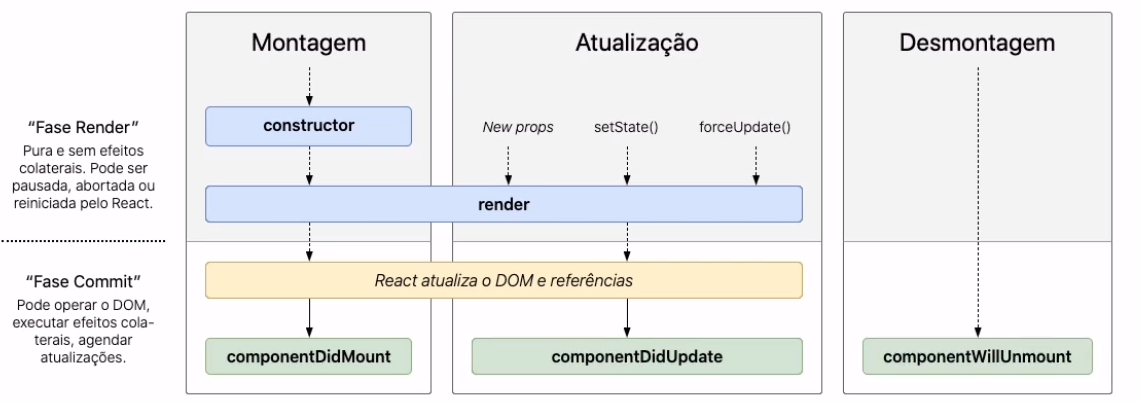 Montagem
Atualização
Desmontagem
“Fase Render”
Pura e sem efeitos
colaterais. Pode ser
pausada, abortada ou
reiniciada pelo React.
constructor
New props
setState()
forceUpdate()
render
“Fase Commit”
Pode operar o DOM,
executar efeitos cola-
terais, agendar
atualizações.
React atualiza o DOM e referências
componentDidMount
componentDidUpdate
componentWillUnmount